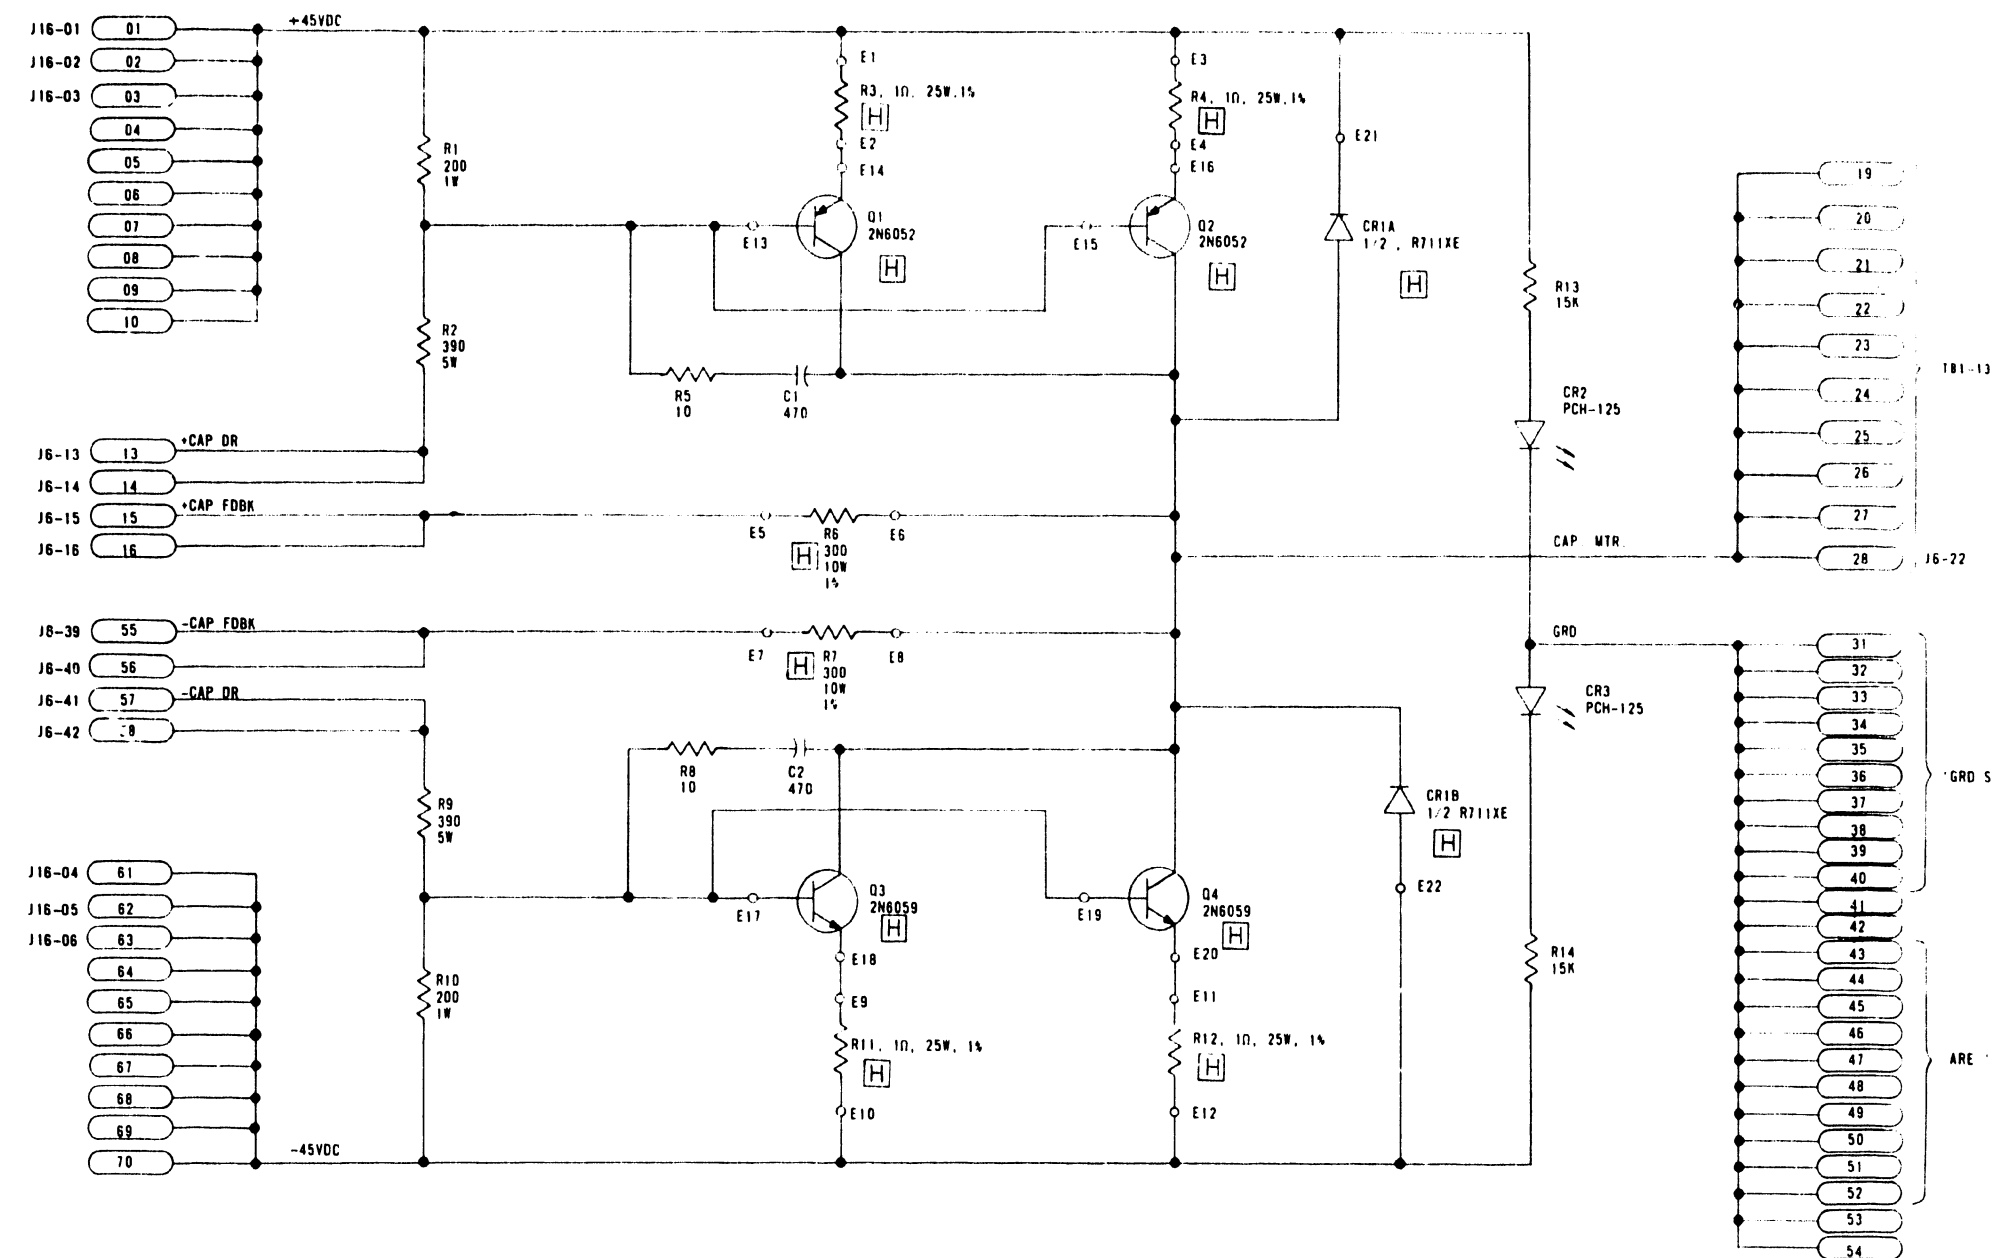 +45VDC
J16-01 01
J16-02 02
J16-03 03
04
05
06
07
08
09
10
R1
200
1W
R2
390
5W
E1
R3, 1Ω, 25W, 1%
H
E2
E14
E13
Q1
2N6052
H
E3
R4, 1Ω, 25W, 1%
H
E4
E16
E15
Q2
2N6052
H
E21
CR1A
1/2, R711XE
H
R13
15K
CR2
PCH-125
R5
10
C1
470
J6-13 13 +CAP DR
J6-14 14
J6-15 15 +CAP FDBK
J6-16 16
E5
H
R6
300
10W
1%
E6
CAP MTR
19
20
21
22
23
24
25
26
27
28
TB1-13
J6-22
J6-39 55 -CAP FDBK
J6-40 56
J6-41 57 -CAP DR
J6-42
E7
H
R7
300
10W
1%
E8
GRD
CR3
PCH-125
R8
10
C2
470
R9
390
5W
CR1B
1/2 R711XE
H
E22
J16-04 61
J16-05 62
J16-06 63
64
65
66
67
68
69
70
-45VDC
R10
200
1W
E17
Q3
2N6059
H
E18
E9
R11, 1Ω, 25W, 1%
H
E10
E19
Q4
2N6059
H
E20
E11
R12, 1Ω, 25W, 1%
H
E12
R14
15K
31
32
33
34
35
36
37
38
39
40
41
42
43
44
45
46
47
48
49
50
51
52
53
54
GRD S
ARE